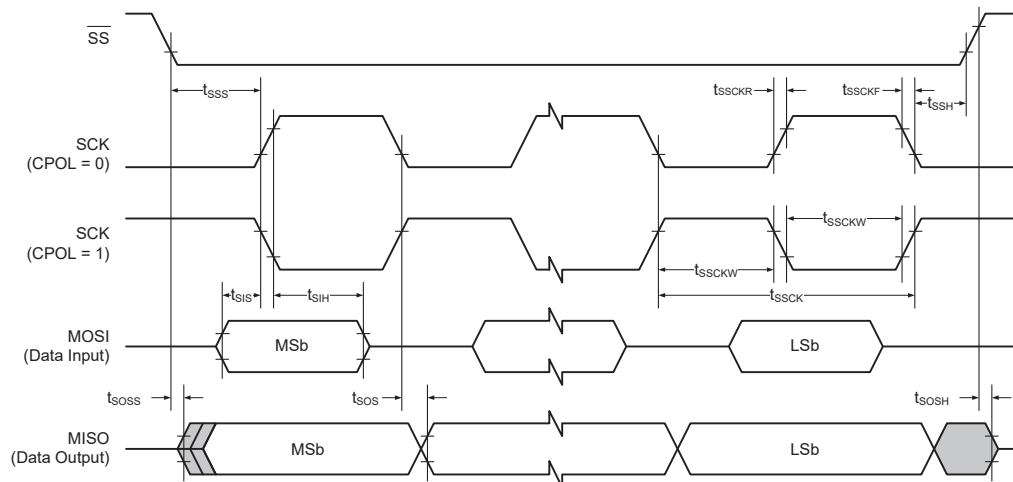 SS
tSSS
tSSCKR
tSSCKF
tSSH
SCK
(CPOL = 0)
SCK
(CPOL = 1)
tSSCKW
tSSCKW
tSSCK
tSIS
tSIH
MOSI
(Data Input)
MSb
LSb
tSOSS
tSOS
tSOSH
MISO
(Data Output)
MSb
LSb